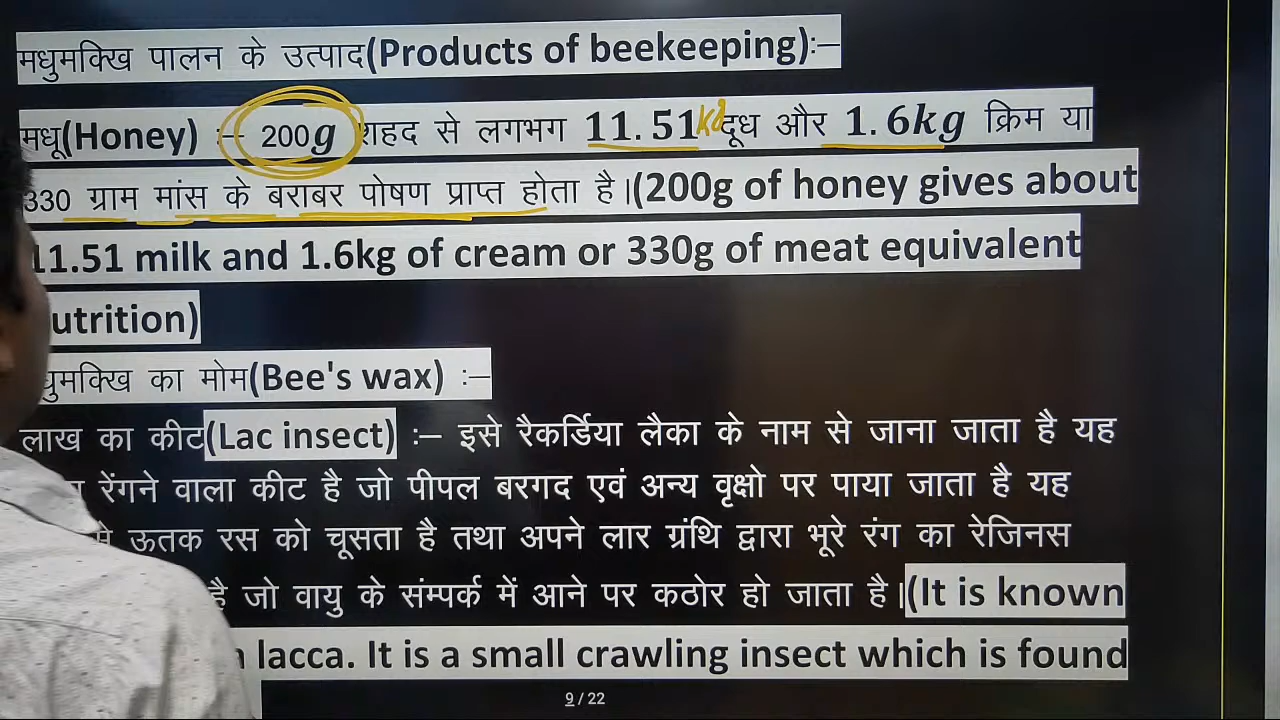 मधुमक्खि पालन के उत्पाद(Products of beekeeping):–
मधू(Honey) :– 200g शहद से लगभग 11.51kg दूध और 1.6kg क्रिम या
330 ग्राम मांस के बराबर पोषण प्राप्त होता है।(200g of honey gives about
11.51 milk and 1.6kg of cream or 330g of meat equivalent
utrition)
धुमक्खि का मोम(Bee's wax) :–
लाख का कीट(Lac insect) :– इसे रैकर्डिया लैका के नाम से जाना जाता है यह
रेंगने वाला कीट है जो पीपल बरगद एवं अन्य वृक्षो पर पाया जाता है यह
ऊतक रस को चूसता है तथा अपने लार ग्रंथि द्वारा भूरे रंग का रेजिनस
है जो वायु के संम्पर्क में आने पर कठोर हो जाता है।(It is known
lacca. It is a small crawling insect which is found
9 / 22